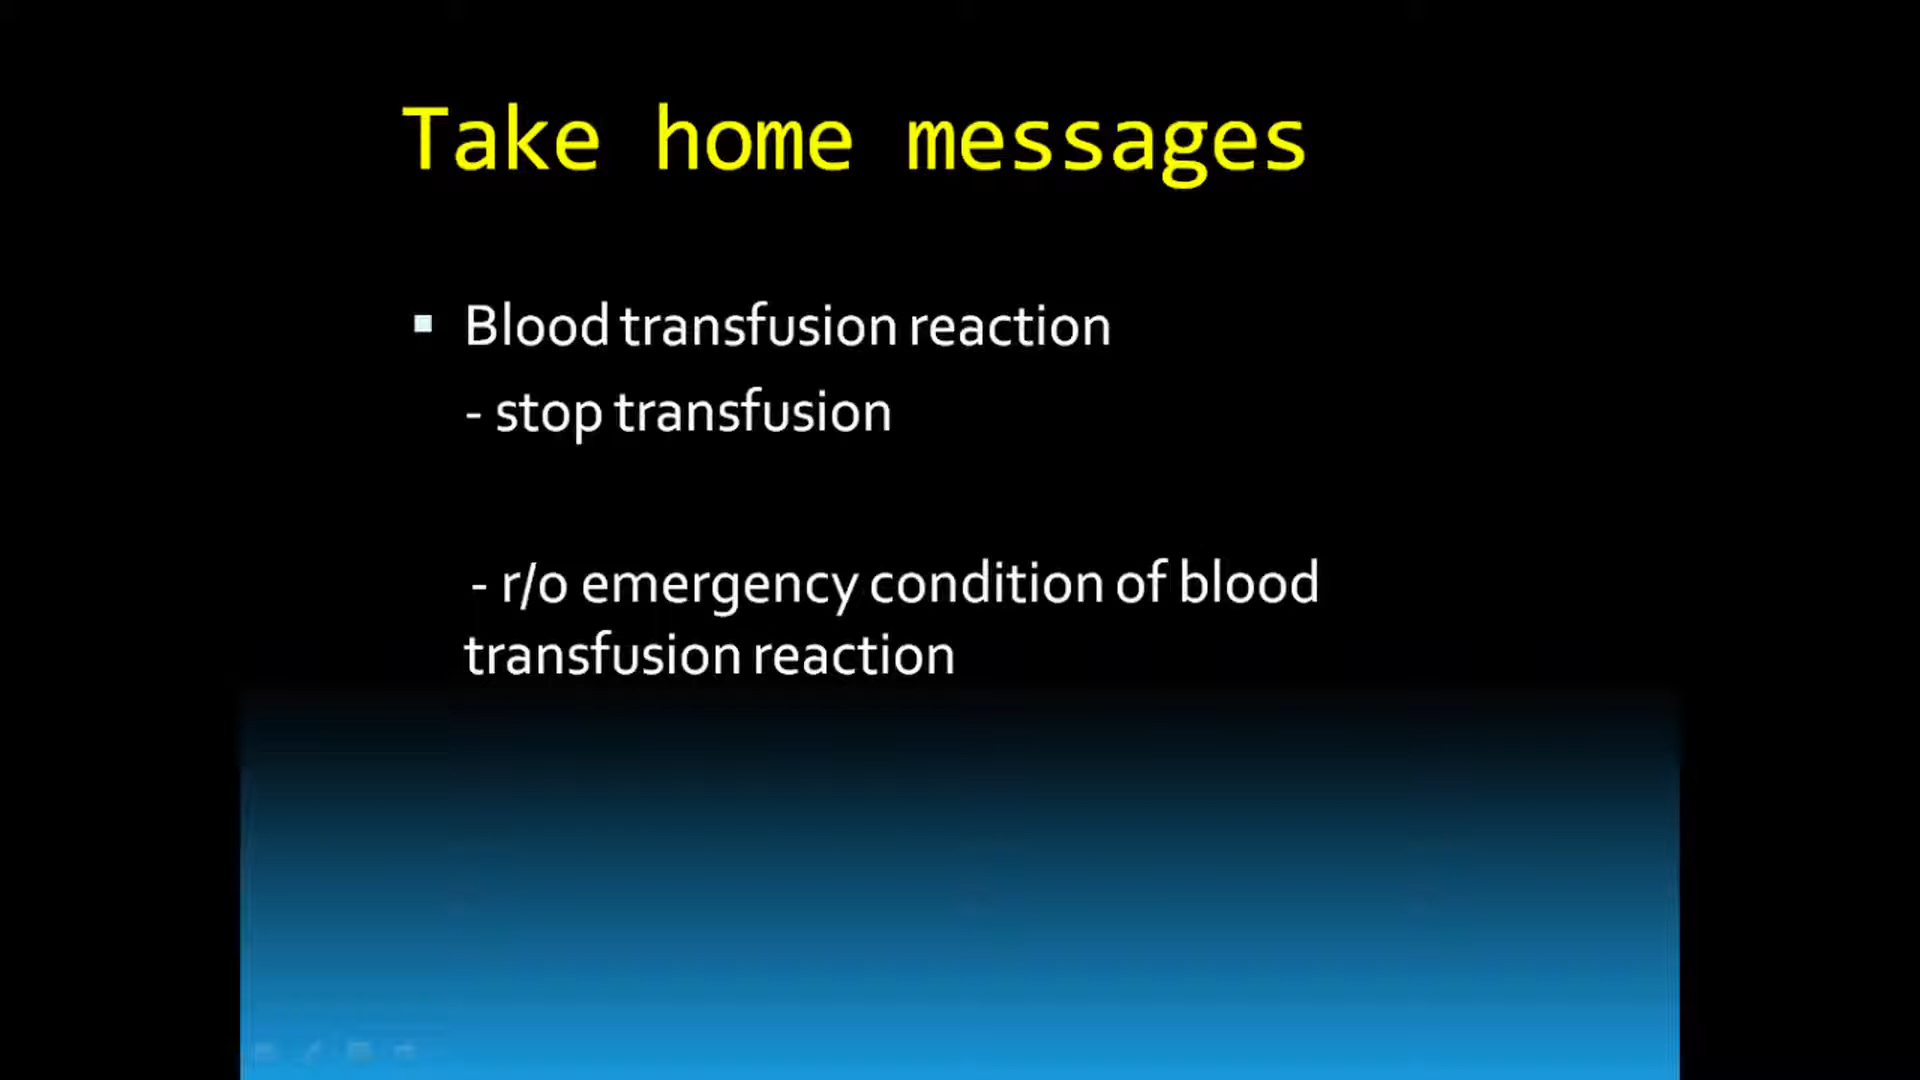 Take home messages
▪ Blood transfusion reaction
- stop transfusion
- r/o emergency condition of blood
transfusion reaction